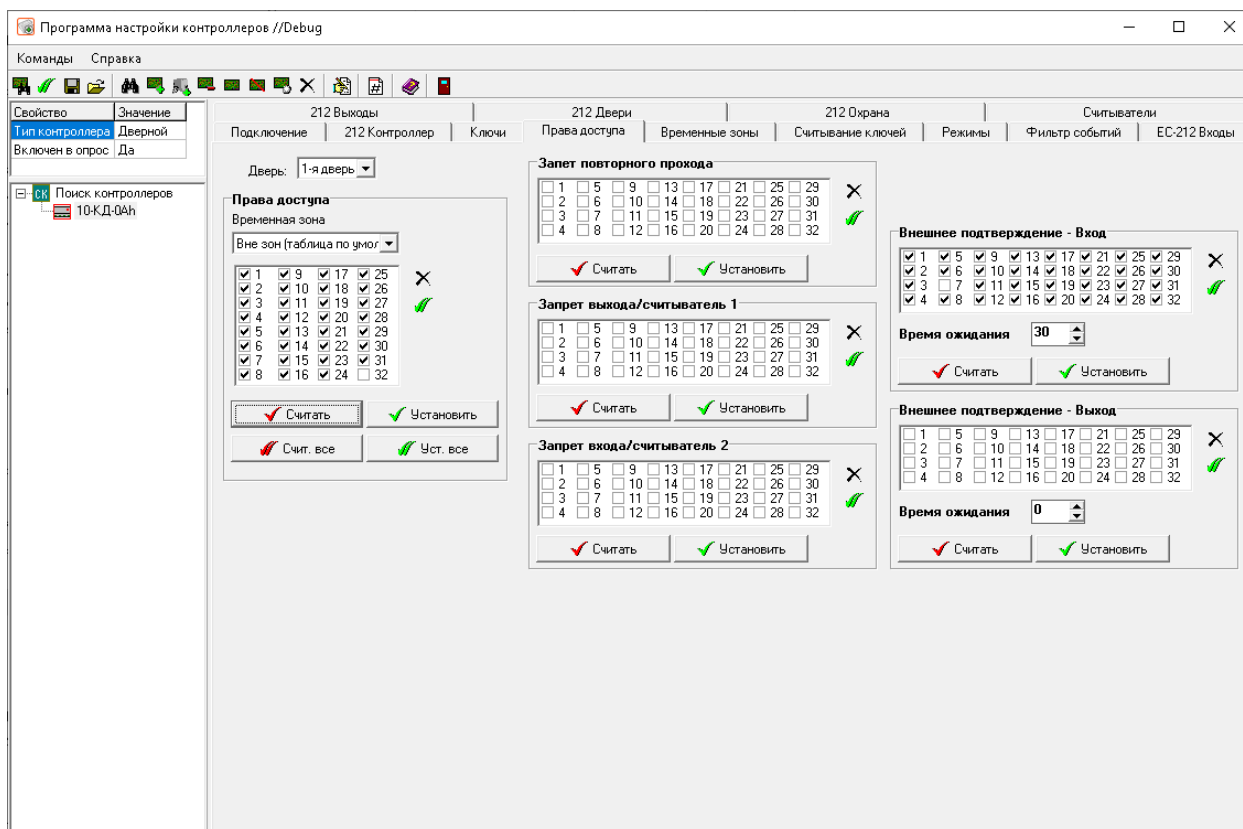 Программа настройки контроллеров //Debug
Команды Справка
Свойство Значение
Тип контроллера Дверной
Включен в опрос Да
СК Поиск контроллеров
10-КД-0Ah
212 Выходы 212 Двери 212 Охрана Считыватели
Подключение 212 Контроллер Ключи Права доступа Временные зоны Считывание ключей Режимы Фильтр событий ЕС-212 Входы
Дверь: 1-я дверь
Права доступа
Временная зона
Вне зон (таблица по умол
1 9 17 25
2 10 18 26
3 11 19 27
4 12 20 28
5 13 21 29
6 14 22 30
7 15 23 31
8 16 24 32
Считать Установить
Счит. все Уст. все
Запет повторного прохода
1 5 9 13 17 21 25 29
2 6 10 14 18 22 26 30
3 7 11 15 19 23 27 31
4 8 12 16 20 24 28 32
Считать Установить
Запрет выхода/считыватель 1
1 5 9 13 17 21 25 29
2 6 10 14 18 22 26 30
3 7 11 15 19 23 27 31
4 8 12 16 20 24 28 32
Считать Установить
Запрет входа/считыватель 2
1 5 9 13 17 21 25 29
2 6 10 14 18 22 26 30
3 7 11 15 19 23 27 31
4 8 12 16 20 24 28 32
Считать Установить
Внешнее подтверждение - Вход
1 5 9 13 17 21 25 29
2 6 10 14 18 22 26 30
3 7 11 15 19 23 27 31
4 8 12 16 20 24 28 32
Время ожидания 30
Считать Установить
Внешнее подтверждение - Выход
1 5 9 13 17 21 25 29
2 6 10 14 18 22 26 30
3 7 11 15 19 23 27 31
4 8 12 16 20 24 28 32
Время ожидания 0
Считать Установить